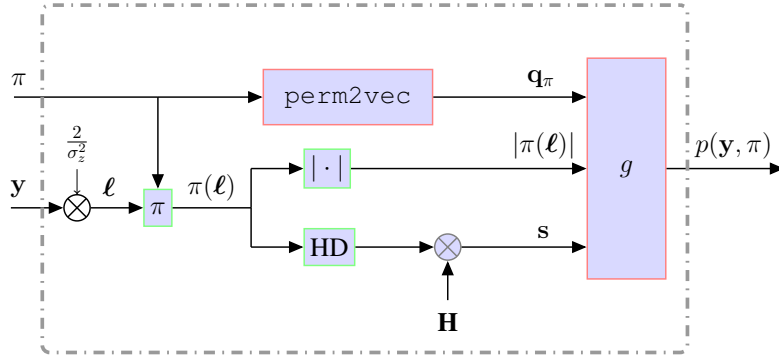 π perm2vec q_π
2/σ_z^2 |π(ℓ)| g p(y, π)
y ℓ π π(ℓ) |·|
HD s
H